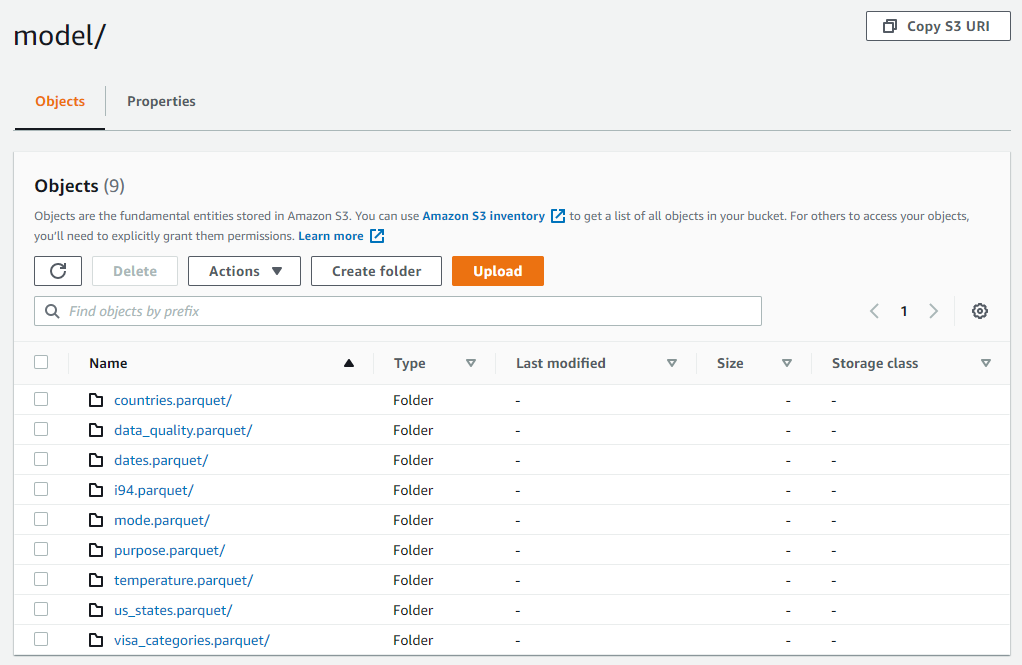 model/
Copy S3 URI
Objects Properties
Objects (9)
Objects are the fundamental entities stored in Amazon S3. You can use Amazon S3 inventory to get a list of all objects in your bucket. For others to access your objects,
you'll need to explicitly grant them permissions. Learn more
Delete Actions Create folder Upload
Find objects by prefix 1
Name Type Last modified Size Storage class
countries.parquet/ Folder - - -
data_quality.parquet/ Folder - - -
dates.parquet/ Folder - - -
i94.parquet/ Folder - - -
mode.parquet/ Folder - - -
purpose.parquet/ Folder - - -
temperature.parquet/ Folder - - -
us_states.parquet/ Folder - - -
visa_categories.parquet/ Folder - - -